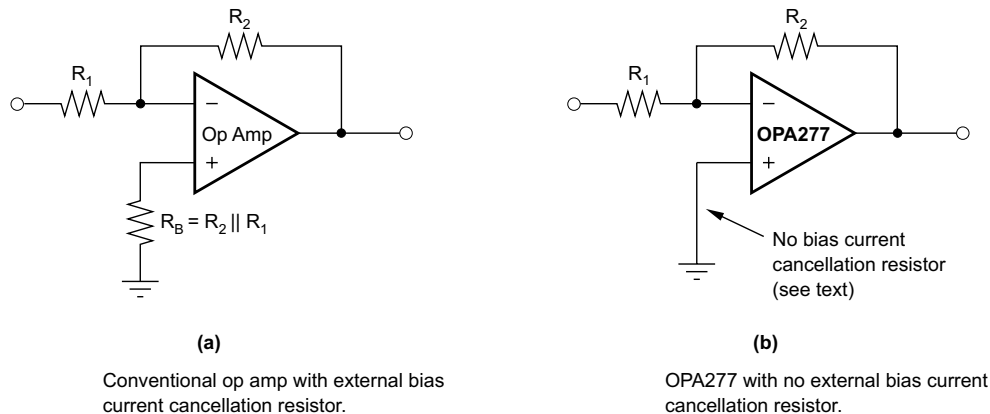 R2
R1
−
Op Amp
+
RB = R2 || R1
(a)
Conventional op amp with external bias
current cancellation resistor.
R2
R1
−
OPA277
+
No bias current
cancellation resistor
(see text)
(b)
OPA277 with no external bias current
cancellation resistor.